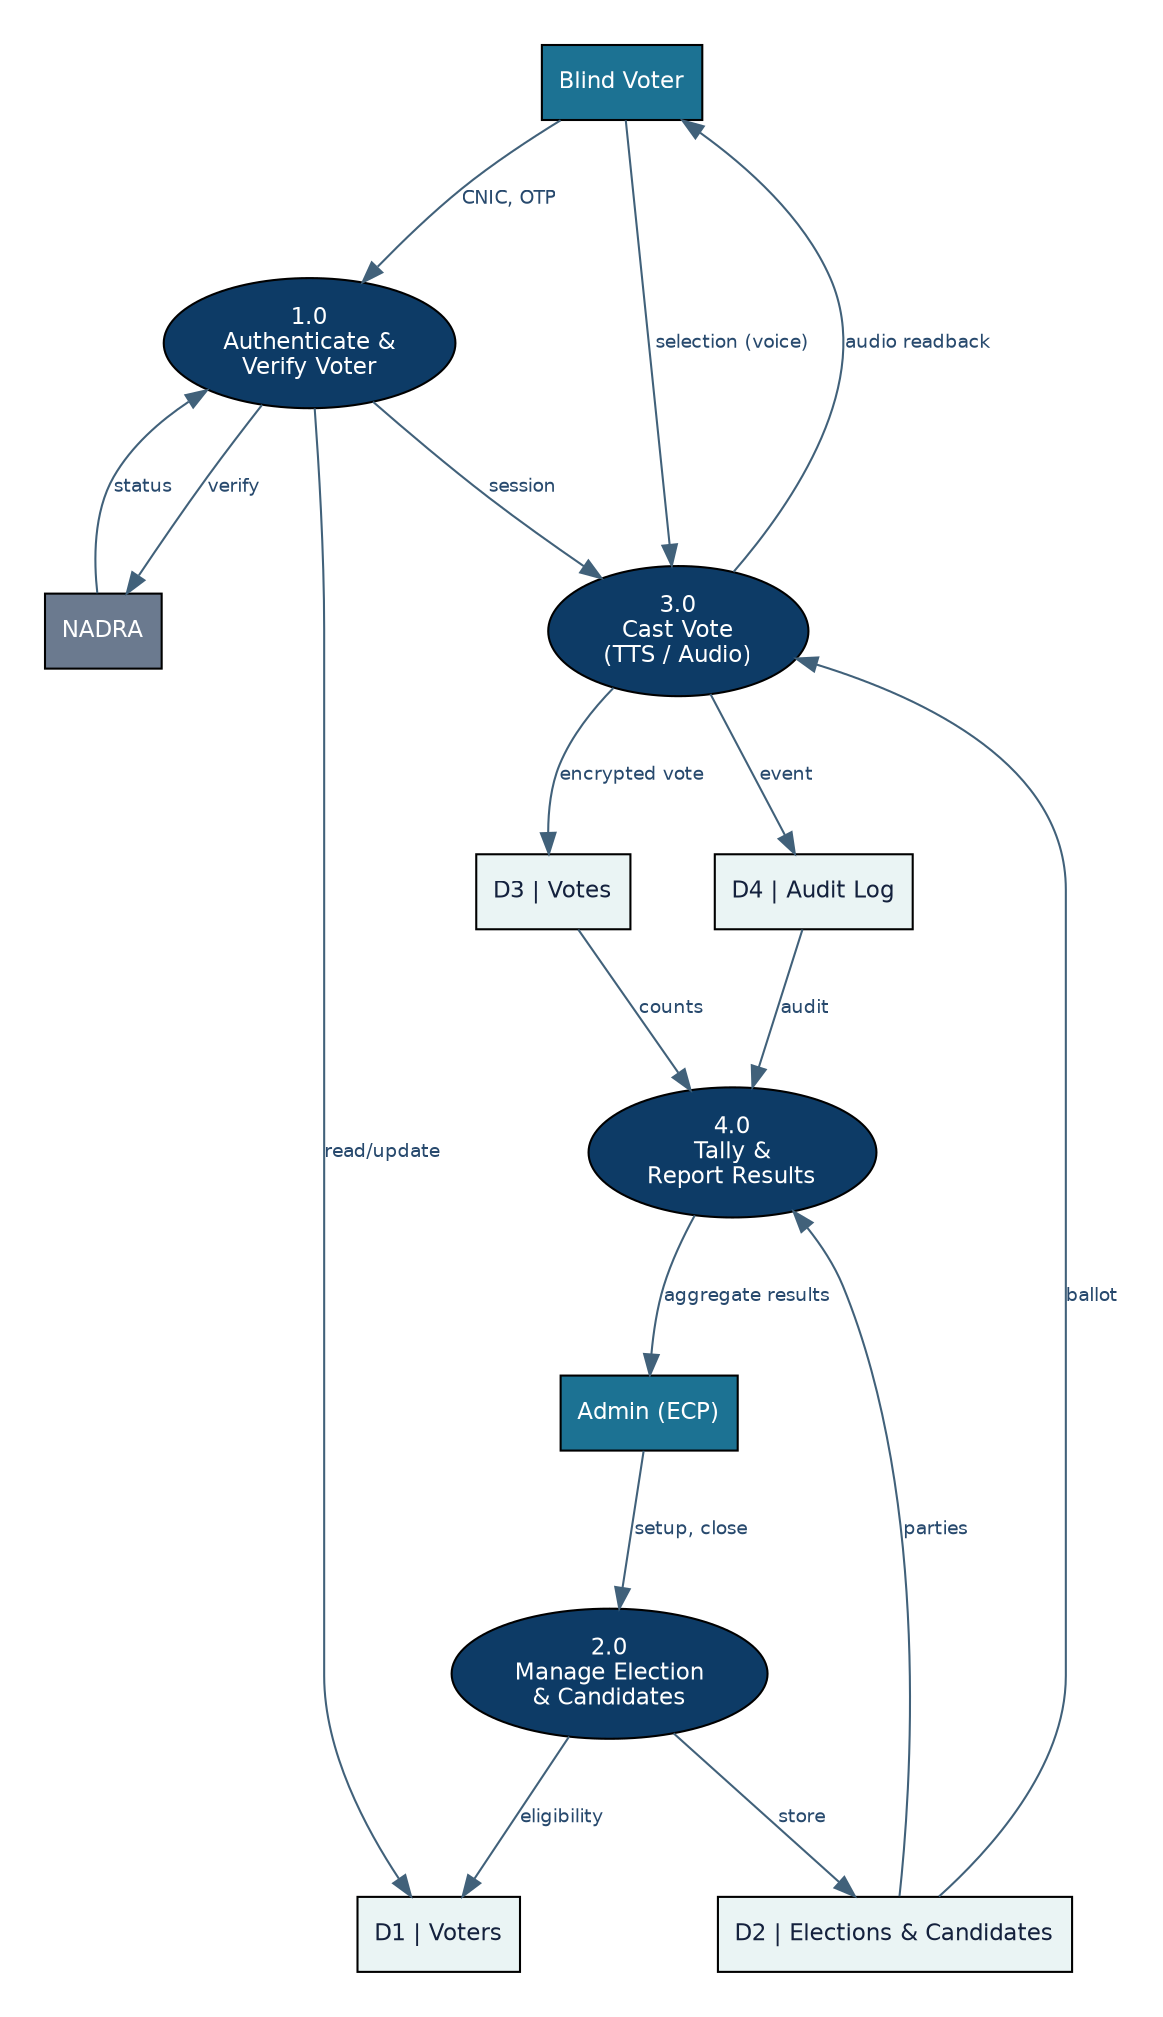 Blind Voter
CNIC, OTP
1.0
Authenticate &
Verify Voter
selection (voice)
audio readback
status
verify
session
NADRA
3.0
Cast Vote
(TTS / Audio)
encrypted vote
event
D3 | Votes
D4 | Audit Log
counts
audit
4.0
Tally &
Report Results
read/update
aggregate results
ballot
Admin (ECP)
setup, close
parties
2.0
Manage Election
& Candidates
eligibility
store
D1 | Voters
D2 | Elections & Candidates